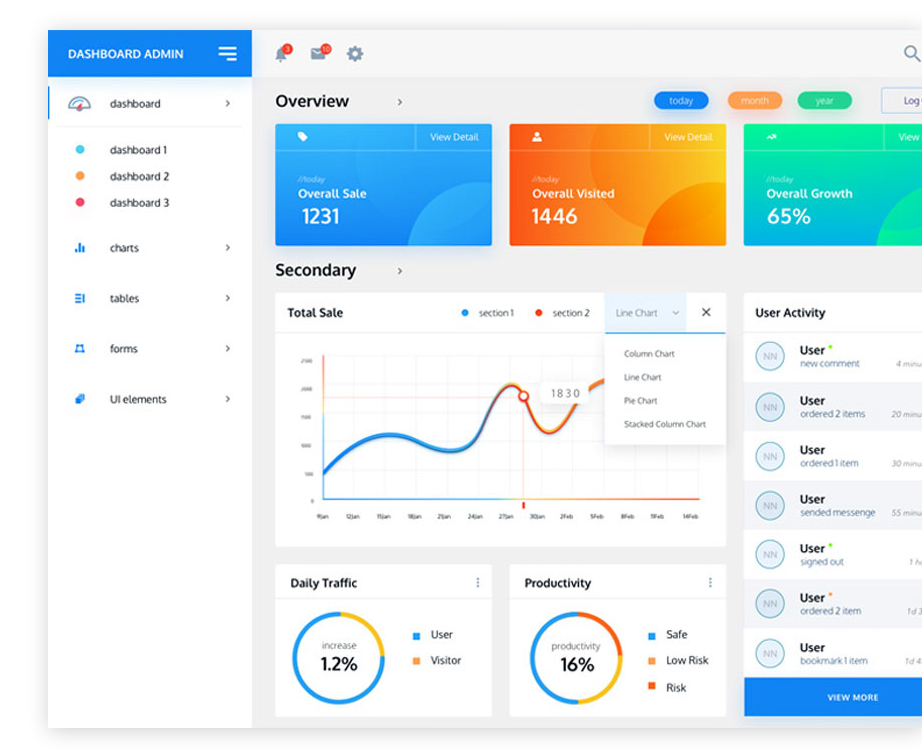 DASHBOARD ADMIN
3
10
dashboard
dashboard 1
dashboard 2
dashboard 3
charts
tables
forms
UI elements
Overview
today
month
year
Log
View Detail
//today
Overall Sale
1231
View Detail
//today
Overall Visited
1446
View
//today
Overall Growth
65%
Secondary
Total Sale
section 1
section 2
Line Chart
Column Chart
Line Chart
Pie Chart
Stacked Column Chart
1830
2500
2000
1500
1000
500
0
9Jan 12Jan 15Jan 18Jan 21Jan 24Jan 27Jan 30Jan 2Feb 5Feb 8Feb 11Feb 14Feb
User Activity
NN
User
new comment
4 minu
NN
User
ordered 2 items
20 minu
NN
User
ordered 1 item
30 minu
NN
User
sended messenge
55 minu
NN
User
signed out
1 h
NN
User
ordered 2 item
1d 3
NN
User
bookmark 1 item
1d 4
VIEW MORE
Daily Traffic
increase
1.2%
User
Visitor
Productivity
productivity
16%
Safe
Low Risk
Risk